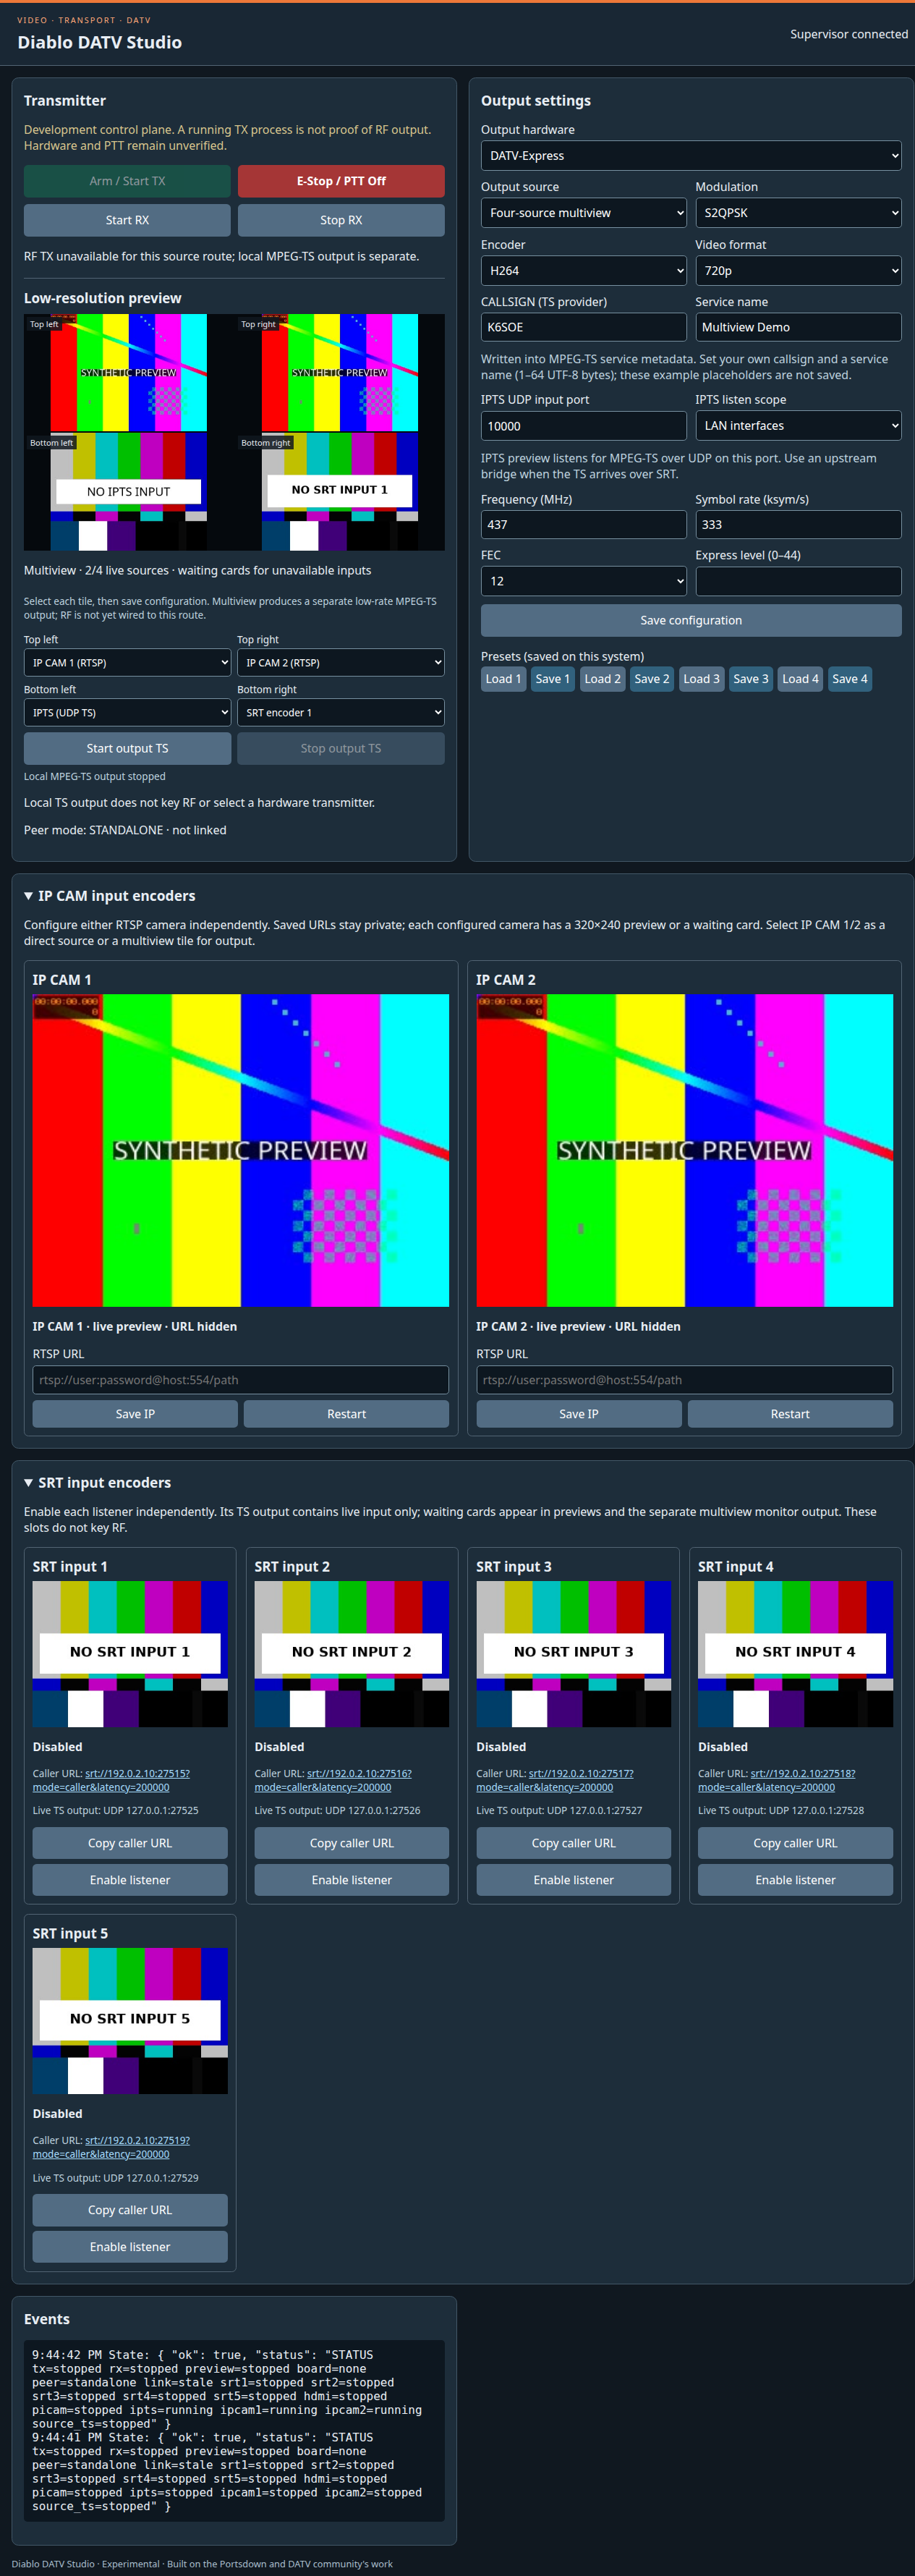 VIDEO · TRANSPORT · DATV
Diablo DATV Studio
Supervisor connected
Transmitter
Development control plane. A running TX process is not proof of RF output.
Hardware and PTT remain unverified.
Arm / Start TX
E-Stop / PTT Off
Start RX
Stop RX
RF TX unavailable for this source route; local MPEG-TS output is separate.
Low-resolution preview
Top left
SYNTHETIC PREVIEW
Top right
SYNTHETIC PREVIEW
Bottom left
NO IPTS INPUT
Bottom right
NO SRT INPUT 1
Multiview · 2/4 live sources · waiting cards for unavailable inputs
Select each tile, then save configuration. Multiview produces a separate low-rate MPEG-TS
output; RF is not yet wired to this route.
Top left
Top right
IP CAM 1 (RTSP)
IP CAM 2 (RTSP)
Bottom left
Bottom right
IPTS (UDP TS)
SRT encoder 1
Start output TS
Stop output TS
Local MPEG-TS output stopped
Local TS output does not key RF or select a hardware transmitter.
Peer mode: STANDALONE · not linked
Output settings
Output hardware
DATV-Express
Output source
Modulation
Four-source multiview
S2QPSK
Encoder
Video format
H264
720p
CALLSIGN (TS provider)
Service name
K6SOE
Multiview Demo
Written into MPEG-TS service metadata. Set your own callsign and a service
name (1–64 UTF-8 bytes); these example placeholders are not saved.
IPTS UDP input port
IPTS listen scope
10000
LAN interfaces
IPTS preview listens for MPEG-TS over UDP on this port. Use an upstream
bridge when the TS arrives over SRT.
Frequency (MHz)
Symbol rate (ksym/s)
437
333
FEC
Express level (0–44)
12
Save configuration
Presets (saved on this system)
Load 1
Save 1
Load 2
Save 2
Load 3
Save 3
Load 4
Save 4
▼ IP CAM input encoders
Configure either RTSP camera independently. Saved URLs stay private; each configured camera has a 320×240 preview or a waiting card. Select IP CAM 1/2 as a
direct source or a multiview tile for output.
IP CAM 1
00:00:00.000
0
SYNTHETIC PREVIEW
IP CAM 1 · live preview · URL hidden
RTSP URL
rtsp://user:password@host:554/path
Save IP
Restart
IP CAM 2
00:00:00.000
0
SYNTHETIC PREVIEW
IP CAM 2 · live preview · URL hidden
RTSP URL
rtsp://user:password@host:554/path
Save IP
Restart
▼ SRT input encoders
Enable each listener independently. Its TS output contains live input only; waiting cards appear in previews and the separate multiview monitor output. These
slots do not key RF.
SRT input 1
NO SRT INPUT 1
Disabled
Caller URL: srt://192.0.2.10:27515?
mode=caller&latency=200000
Live TS output: UDP 127.0.0.1:27525
Copy caller URL
Enable listener
SRT input 2
NO SRT INPUT 2
Disabled
Caller URL: srt://192.0.2.10:27516?
mode=caller&latency=200000
Live TS output: UDP 127.0.0.1:27526
Copy caller URL
Enable listener
SRT input 3
NO SRT INPUT 3
Disabled
Caller URL: srt://192.0.2.10:27517?
mode=caller&latency=200000
Live TS output: UDP 127.0.0.1:27527
Copy caller URL
Enable listener
SRT input 4
NO SRT INPUT 4
Disabled
Caller URL: srt://192.0.2.10:27518?
mode=caller&latency=200000
Live TS output: UDP 127.0.0.1:27528
Copy caller URL
Enable listener
SRT input 5
NO SRT INPUT 5
Disabled
Caller URL: srt://192.0.2.10:27519?
mode=caller&latency=200000
Live TS output: UDP 127.0.0.1:27529
Copy caller URL
Enable listener
Events
9:44:42 PM State: { "ok": true, "status": "STATUS
tx=stopped rx=stopped preview=stopped board=none
peer=standalone link=stale srt1=stopped srt2=stopped
srt3=stopped srt4=stopped srt5=stopped hdmi=stopped
picam=stopped ipts=running ipcam1=running ipcam2=running
source_ts=stopped" }
9:44:41 PM State: { "ok": true, "status": "STATUS
tx=stopped rx=stopped preview=stopped board=none
peer=standalone link=stale srt1=stopped srt2=stopped
srt3=stopped srt4=stopped srt5=stopped hdmi=stopped
picam=stopped ipts=stopped ipcam1=stopped ipcam2=stopped
source_ts=stopped" }
Diablo DATV Studio · Experimental · Built on the Portsdown and DATV community's work